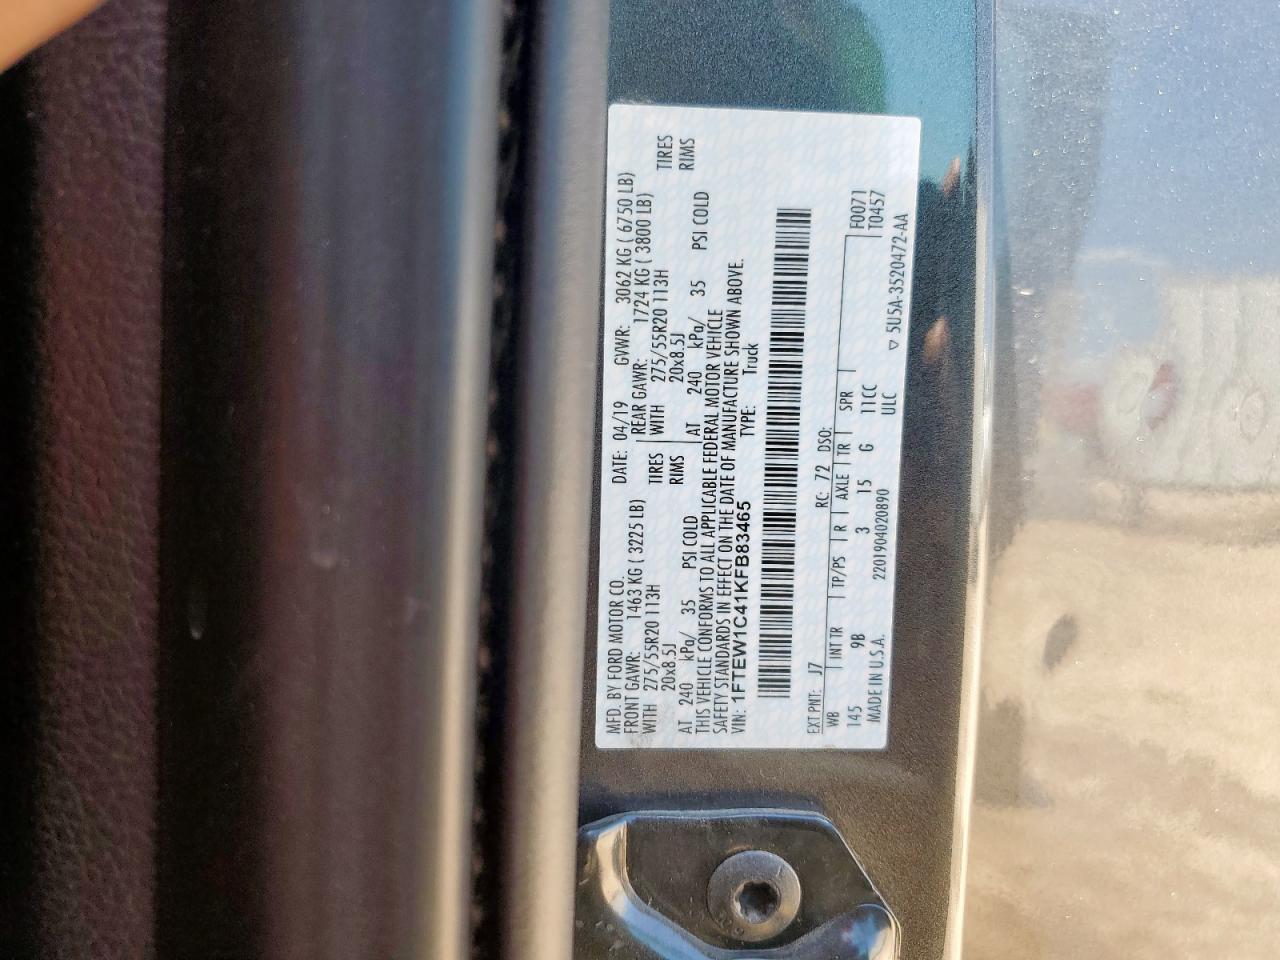 MFD. BY FORD MOTOR CO.
DATE: 04/19 GVWR: 3062 KG ( 6750 LB)
FRONT GAWR: 1463 KG ( 3225 LB) REAR GAWR: 1724 KG ( 3800 LB)
WITH 275/55R20 113H TIRES WITH 275/55R20 113H TIRES
20x8.5J RIMS 20x8.5J RIMS
AT 240 kPa/ 35 PSI COLD AT 240 kPa/ 35 PSI COLD
THIS VEHICLE CONFORMS TO ALL APPLICABLE FEDERAL MOTOR VEHICLE
SAFETY STANDARDS IN EFFECT ON THE DATE OF MANUFACTURE SHOWN ABOVE.
VIN: 1FTEW1C41KFB83465 TYPE: Truck
EXT PNT: J7 RC: 72 DSO:
WB INT TR TP/PS R AXLE TR SPR F0071
145 9B 3 15 G 11CC T0457
ULC
MADE IN U.S.A. 2201904020890 ▽ 5U5A-3520472-AA